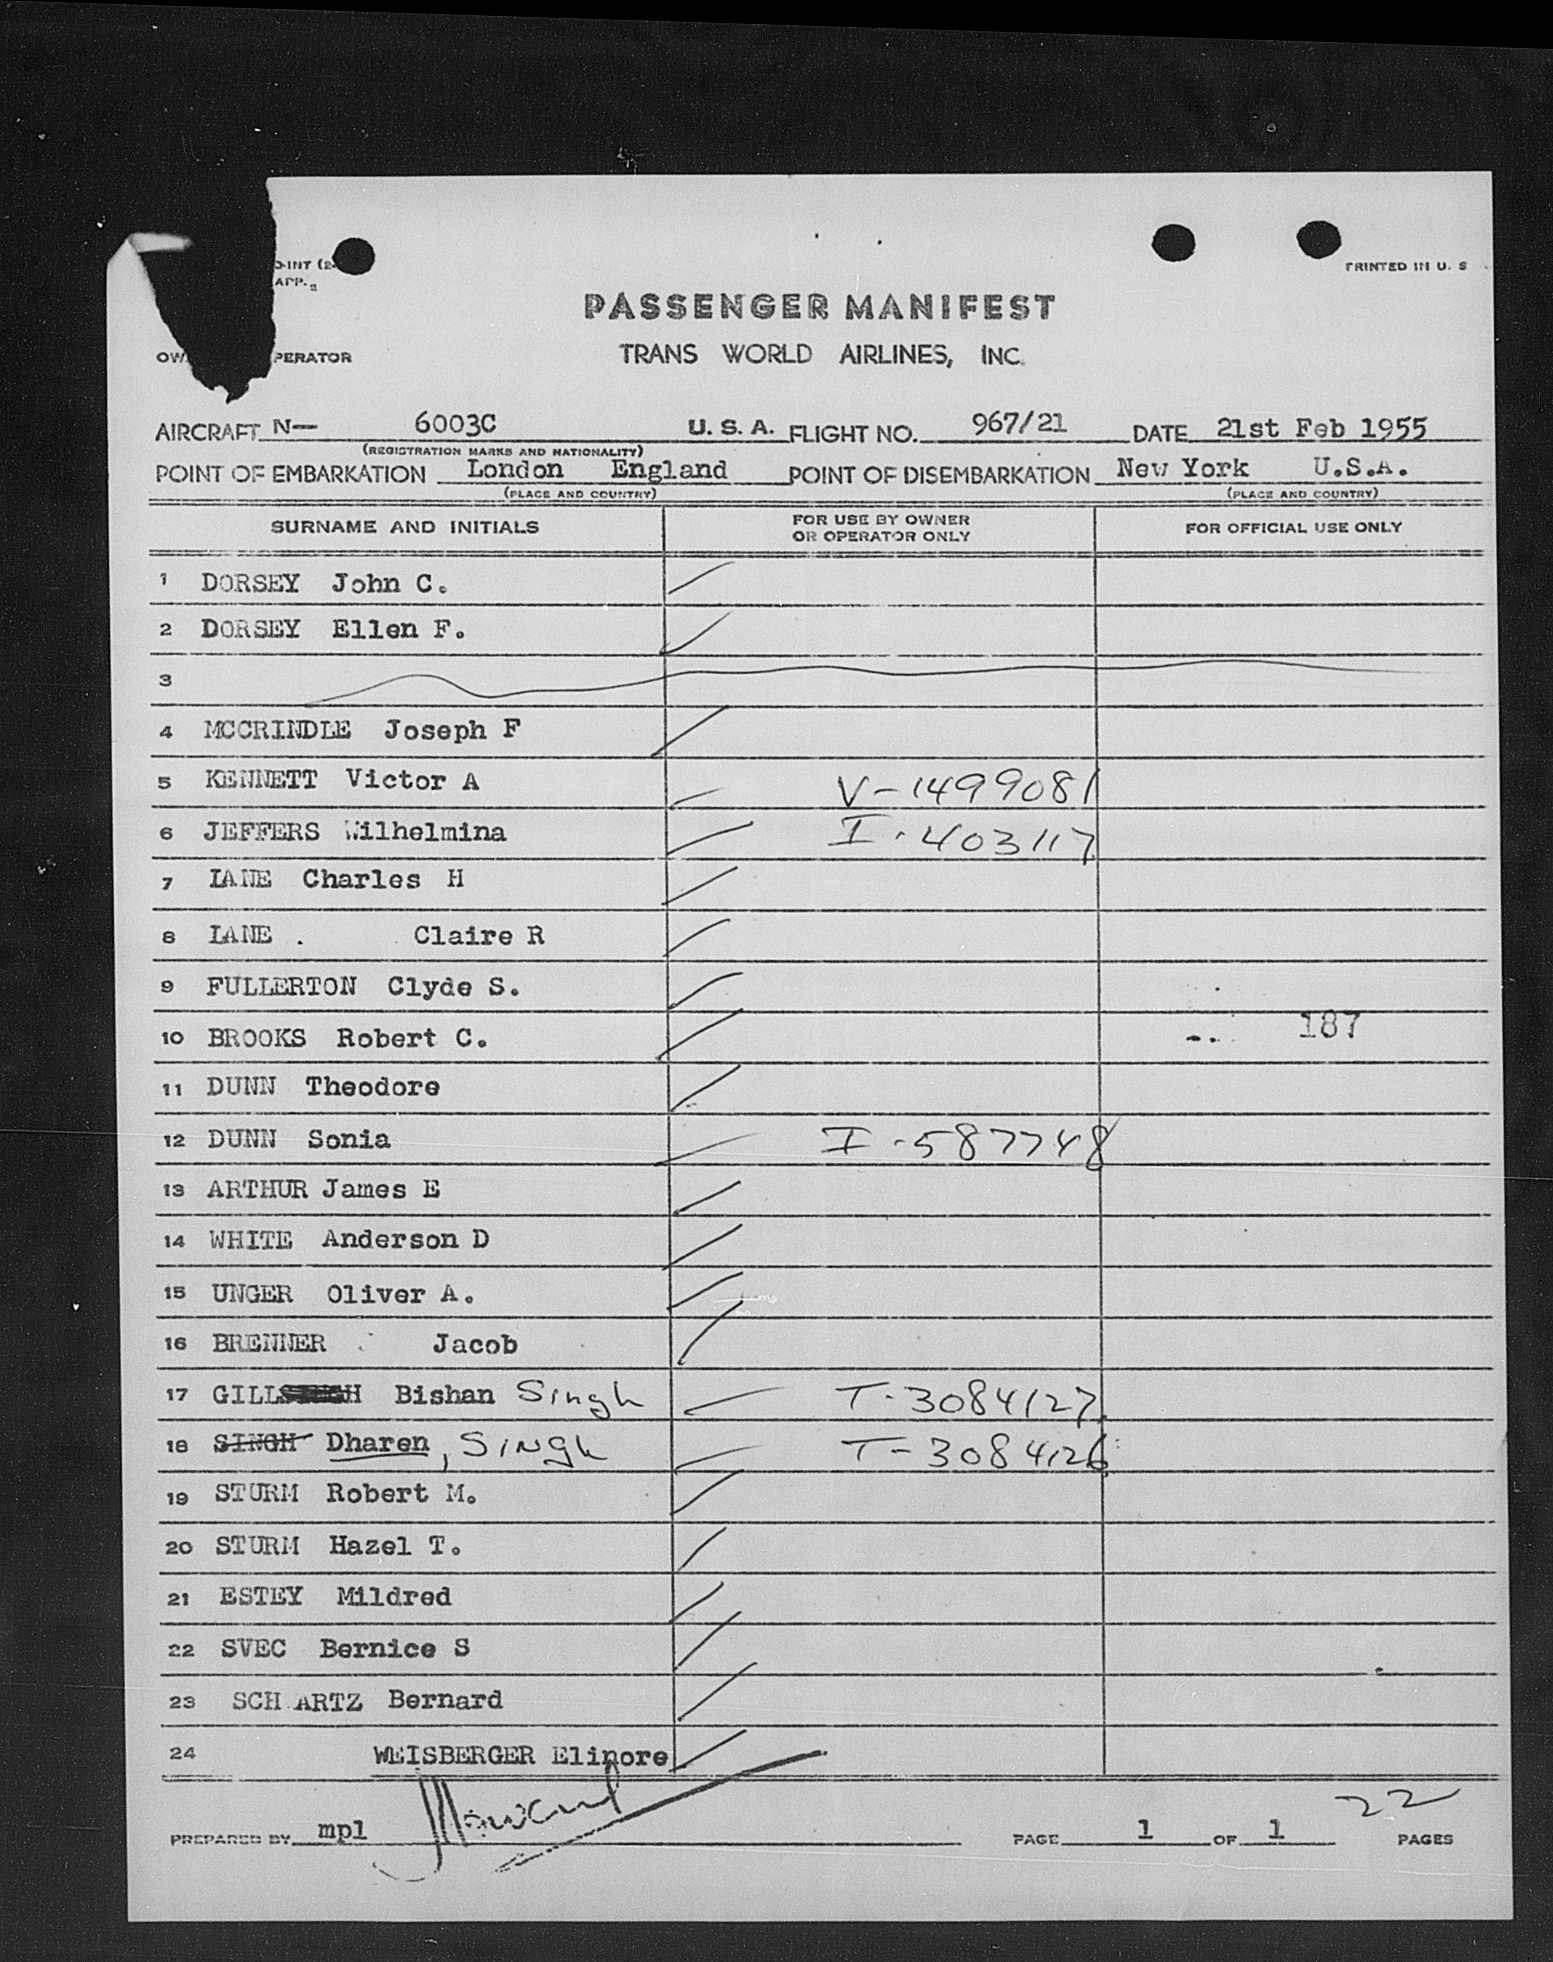 PRINTED IN U. S
APP.
PASSENGER MANIFEST
TRANS WORLD AIRLINES, INC.
AIRCRAFT N— 6003C U. S. A. FLIGHT NO. 967/21 DATE 21st Feb 1955
(REGISTRATION MARKS AND NATIONALITY)
POINT OF EMBARKATION London England POINT OF DISEMBARKATION New York U.S.A.
(PLACE AND COUNTRY) (PLACE AND COUNTRY)
SURNAME AND INITIALS FOR USE BY OWNER OR OPERATOR ONLY FOR OFFICIAL USE ONLY
1 DORSEY John C.
2 DORSEY Ellen F.
3
4 MCCRINDLE Joseph F
5 KENNETT Victor A V-1499081
6 JEFFERS Wilhelmina I-403117
7 LANE Charles H
8 LANE . Claire R
9 FULLERTON Clyde S.
10 BROOKS Robert C. 187
11 DUNN Theodore
12 DUNN Sonia I-587748
13 ARTHUR James E
14 WHITE Anderson D
15 UNGER Oliver A.
16 BRENNER Jacob
17 GILL Bishan Singh T-3084127
18 SINGH Dharen, Singh T-3084126
19 STURM Robert M.
20 STURM Hazel T.
21 ESTEY Mildred
22 SVEC Bernice S
23 SCH ARTZ Bernard
24 WEISBERGER Elinore
22
PREPARED BY mpl PAGE 1 OF 1 PAGES